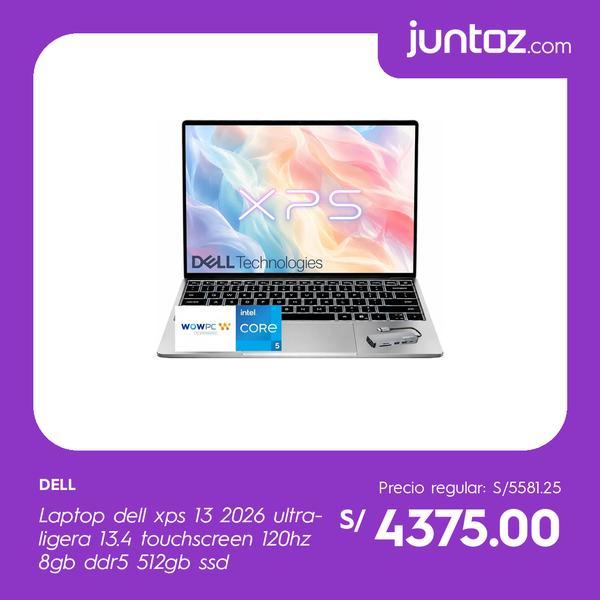 juntoz.com
XPS
DELL Technologies
intel
CORE
5
WOWPC W
DELL
Precio regular: S/5581.25
Laptop dell xps 13 2026 ultra-
ligera 13.4 touchscreen 120hz
8gb ddr5 512gb ssd
S/ 4375.00